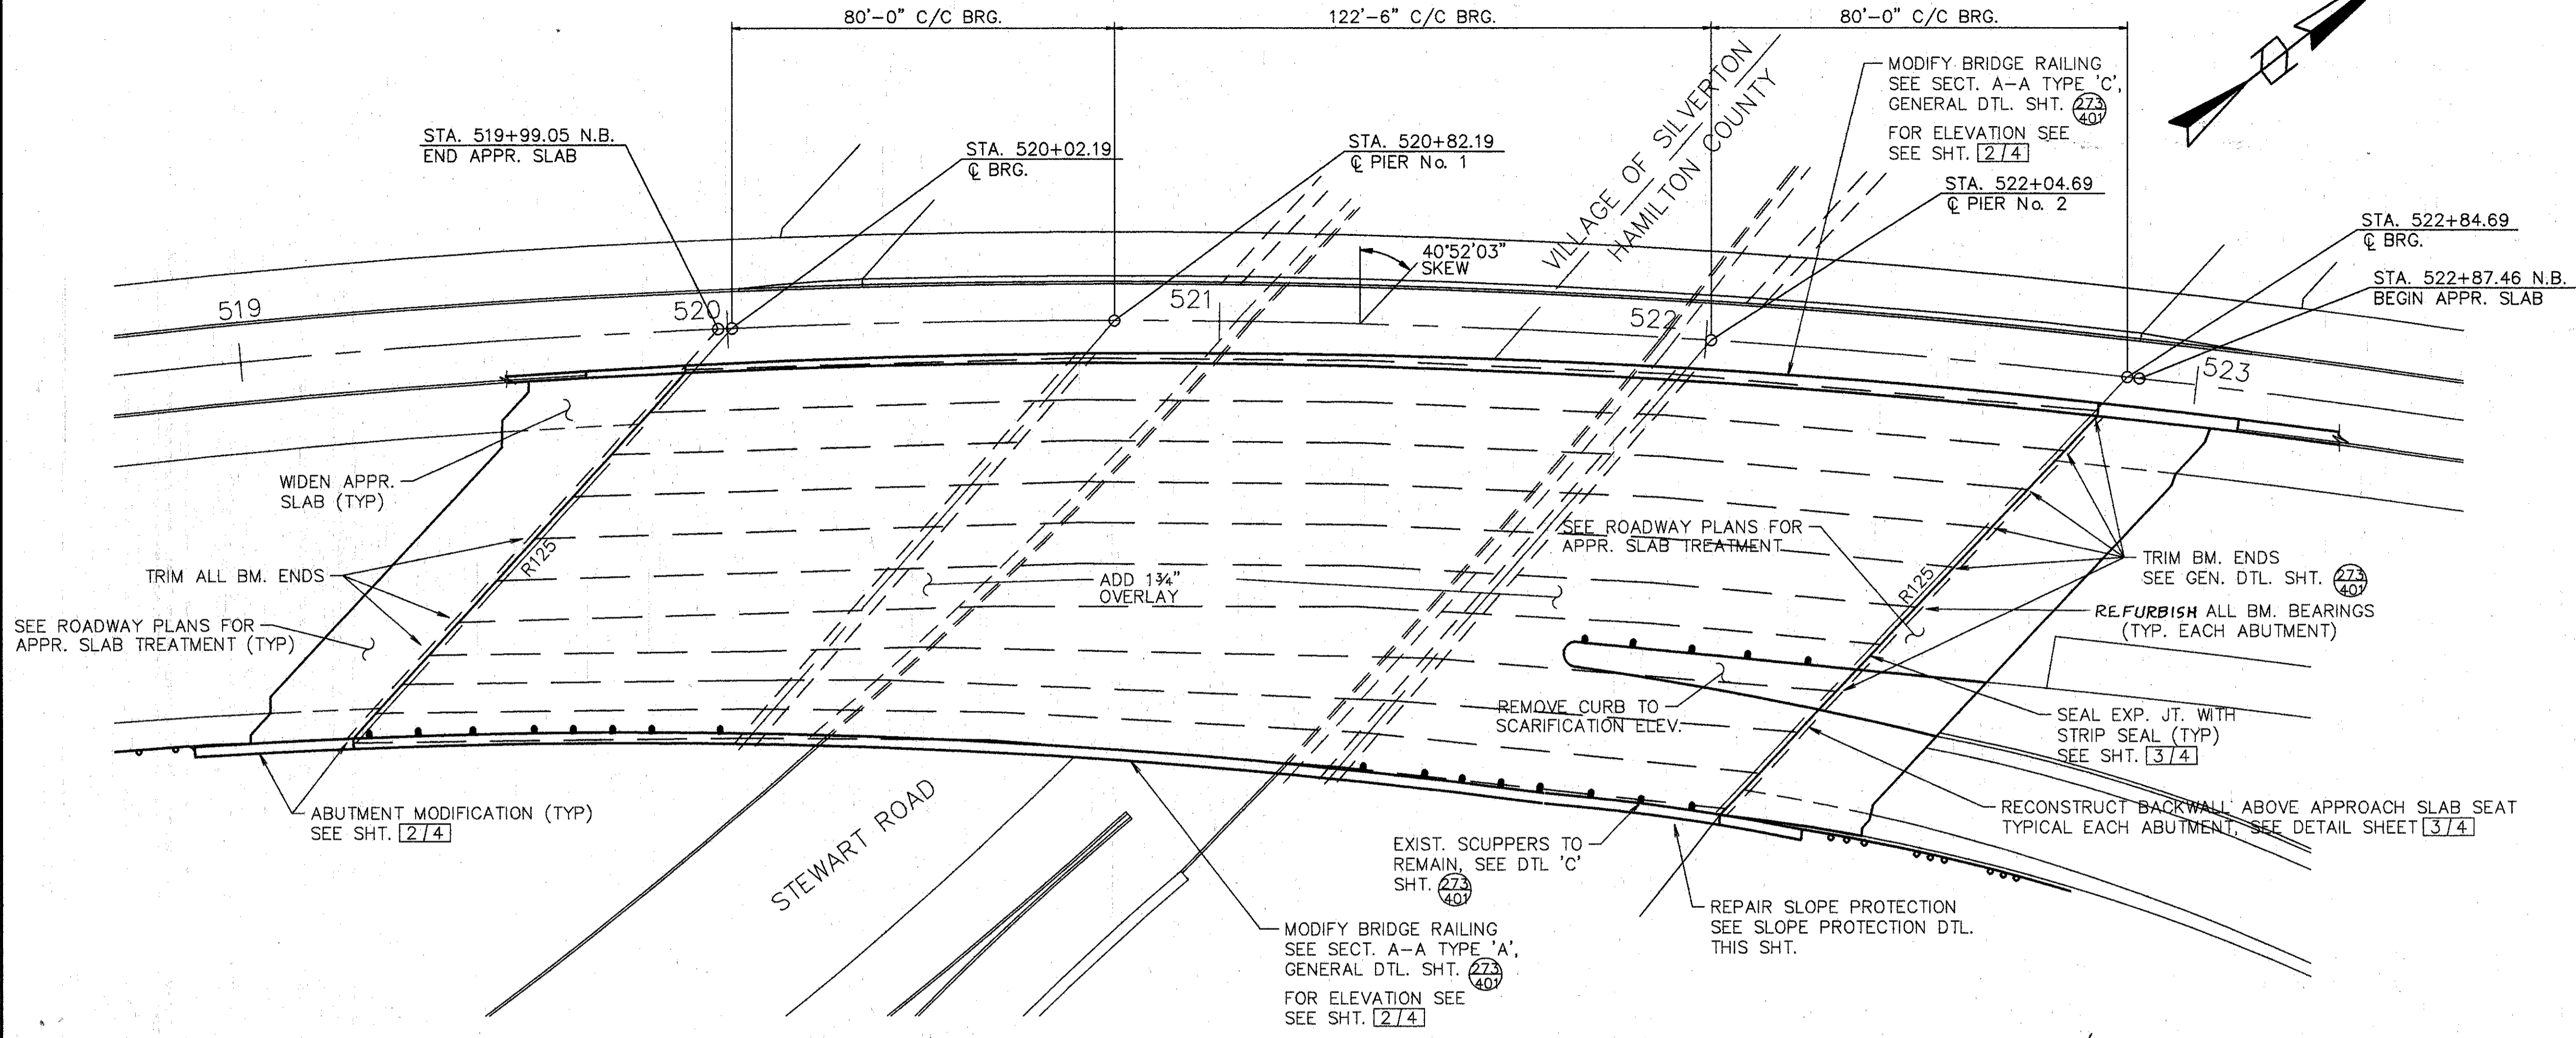 80'-0" C/C BRG.
122'-6" C/C BRG.
80'-0" C/C BRG.
MODIFY BRIDGE RAILING
SEE SECT. A-A TYPE 'C',
GENERAL DTL. SHT. 273
401
FOR ELEVATION SEE
SEE SHT. 2/4
STA. 519+99.05 N.B.
END APPR. SLAB
STA. 520+02.19
℄ BRG.
STA. 520+82.19
℄ PIER No. 1
VILLAGE OF SILVERTON
HAMILTON COUNTY
STA. 522+04.69
℄ PIER No. 2
STA. 522+84.69
℄ BRG.
STA. 522+87.46 N.B.
BEGIN APPR. SLAB
40°52'03"
SKEW
519
520
521
522
523
WIDEN APPR.
SLAB (TYP)
TRIM ALL BM. ENDS
R125
SEE ROADWAY PLANS FOR
APPR. SLAB TREATMENT (TYP)
ADD 1¾"
OVERLAY
SEE ROADWAY PLANS FOR
APPR. SLAB TREATMENT
R125
TRIM BM. ENDS
SEE GEN. DTL. SHT. 273
401
REFURBISH ALL BM. BEARINGS
(TYP. EACH ABUTMENT)
REMOVE CURB TO
SCARIFICATION ELEV.
SEAL EXP. JT. WITH
STRIP SEAL (TYP)
SEE SHT. 3/4
ABUTMENT MODIFICATION (TYP)
SEE SHT. 2/4
STEWART ROAD
RECONSTRUCT BACKWALL ABOVE APPROACH SLAB SEAT
TYPICAL EACH ABUTMENT, SEE DETAIL SHEET 3/4
EXIST. SCUPPERS TO
REMAIN, SEE DTL 'C'
SHT. 273
401
REPAIR SLOPE PROTECTION
SEE SLOPE PROTECTION DTL.
THIS SHT.
MODIFY BRIDGE RAILING
SEE SECT. A-A TYPE 'A',
GENERAL DTL. SHT. 273
401
FOR ELEVATION SEE
SEE SHT. 2/4